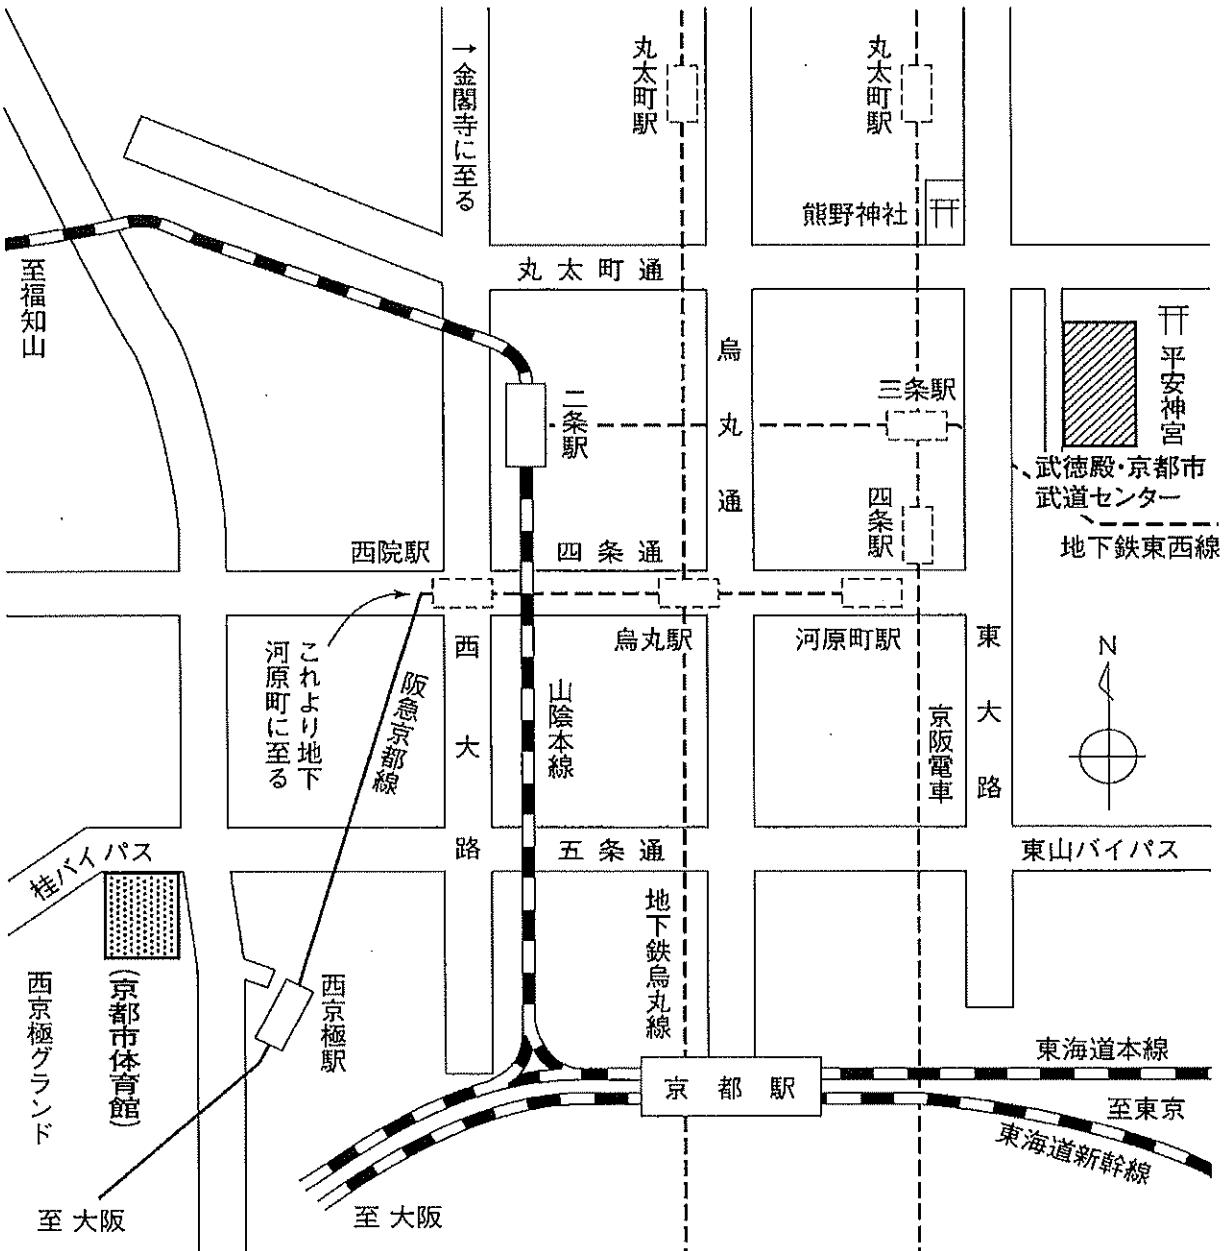 ↑金閣寺に至る
丸太町駅
丸太町駅
熊野神社
丸太町通
至福知山
烏丸通
二条駅
三条駅
平安神宮
武徳殿・京都市
武道センター
地下鉄東西線
四条駅
西院駅
四条通
烏丸駅
河原町駅
これより地下
河原町に至る
阪急京都線
西大路
山陰本線
京阪電車
東大路
N
桂バイパス
五条通
東山バイパス
西京極グランド
(京都市体育館)
西京極駅
地下鉄烏丸線
京都駅
東海道本線
至東京
東海道新幹線
至 大阪
至 大阪